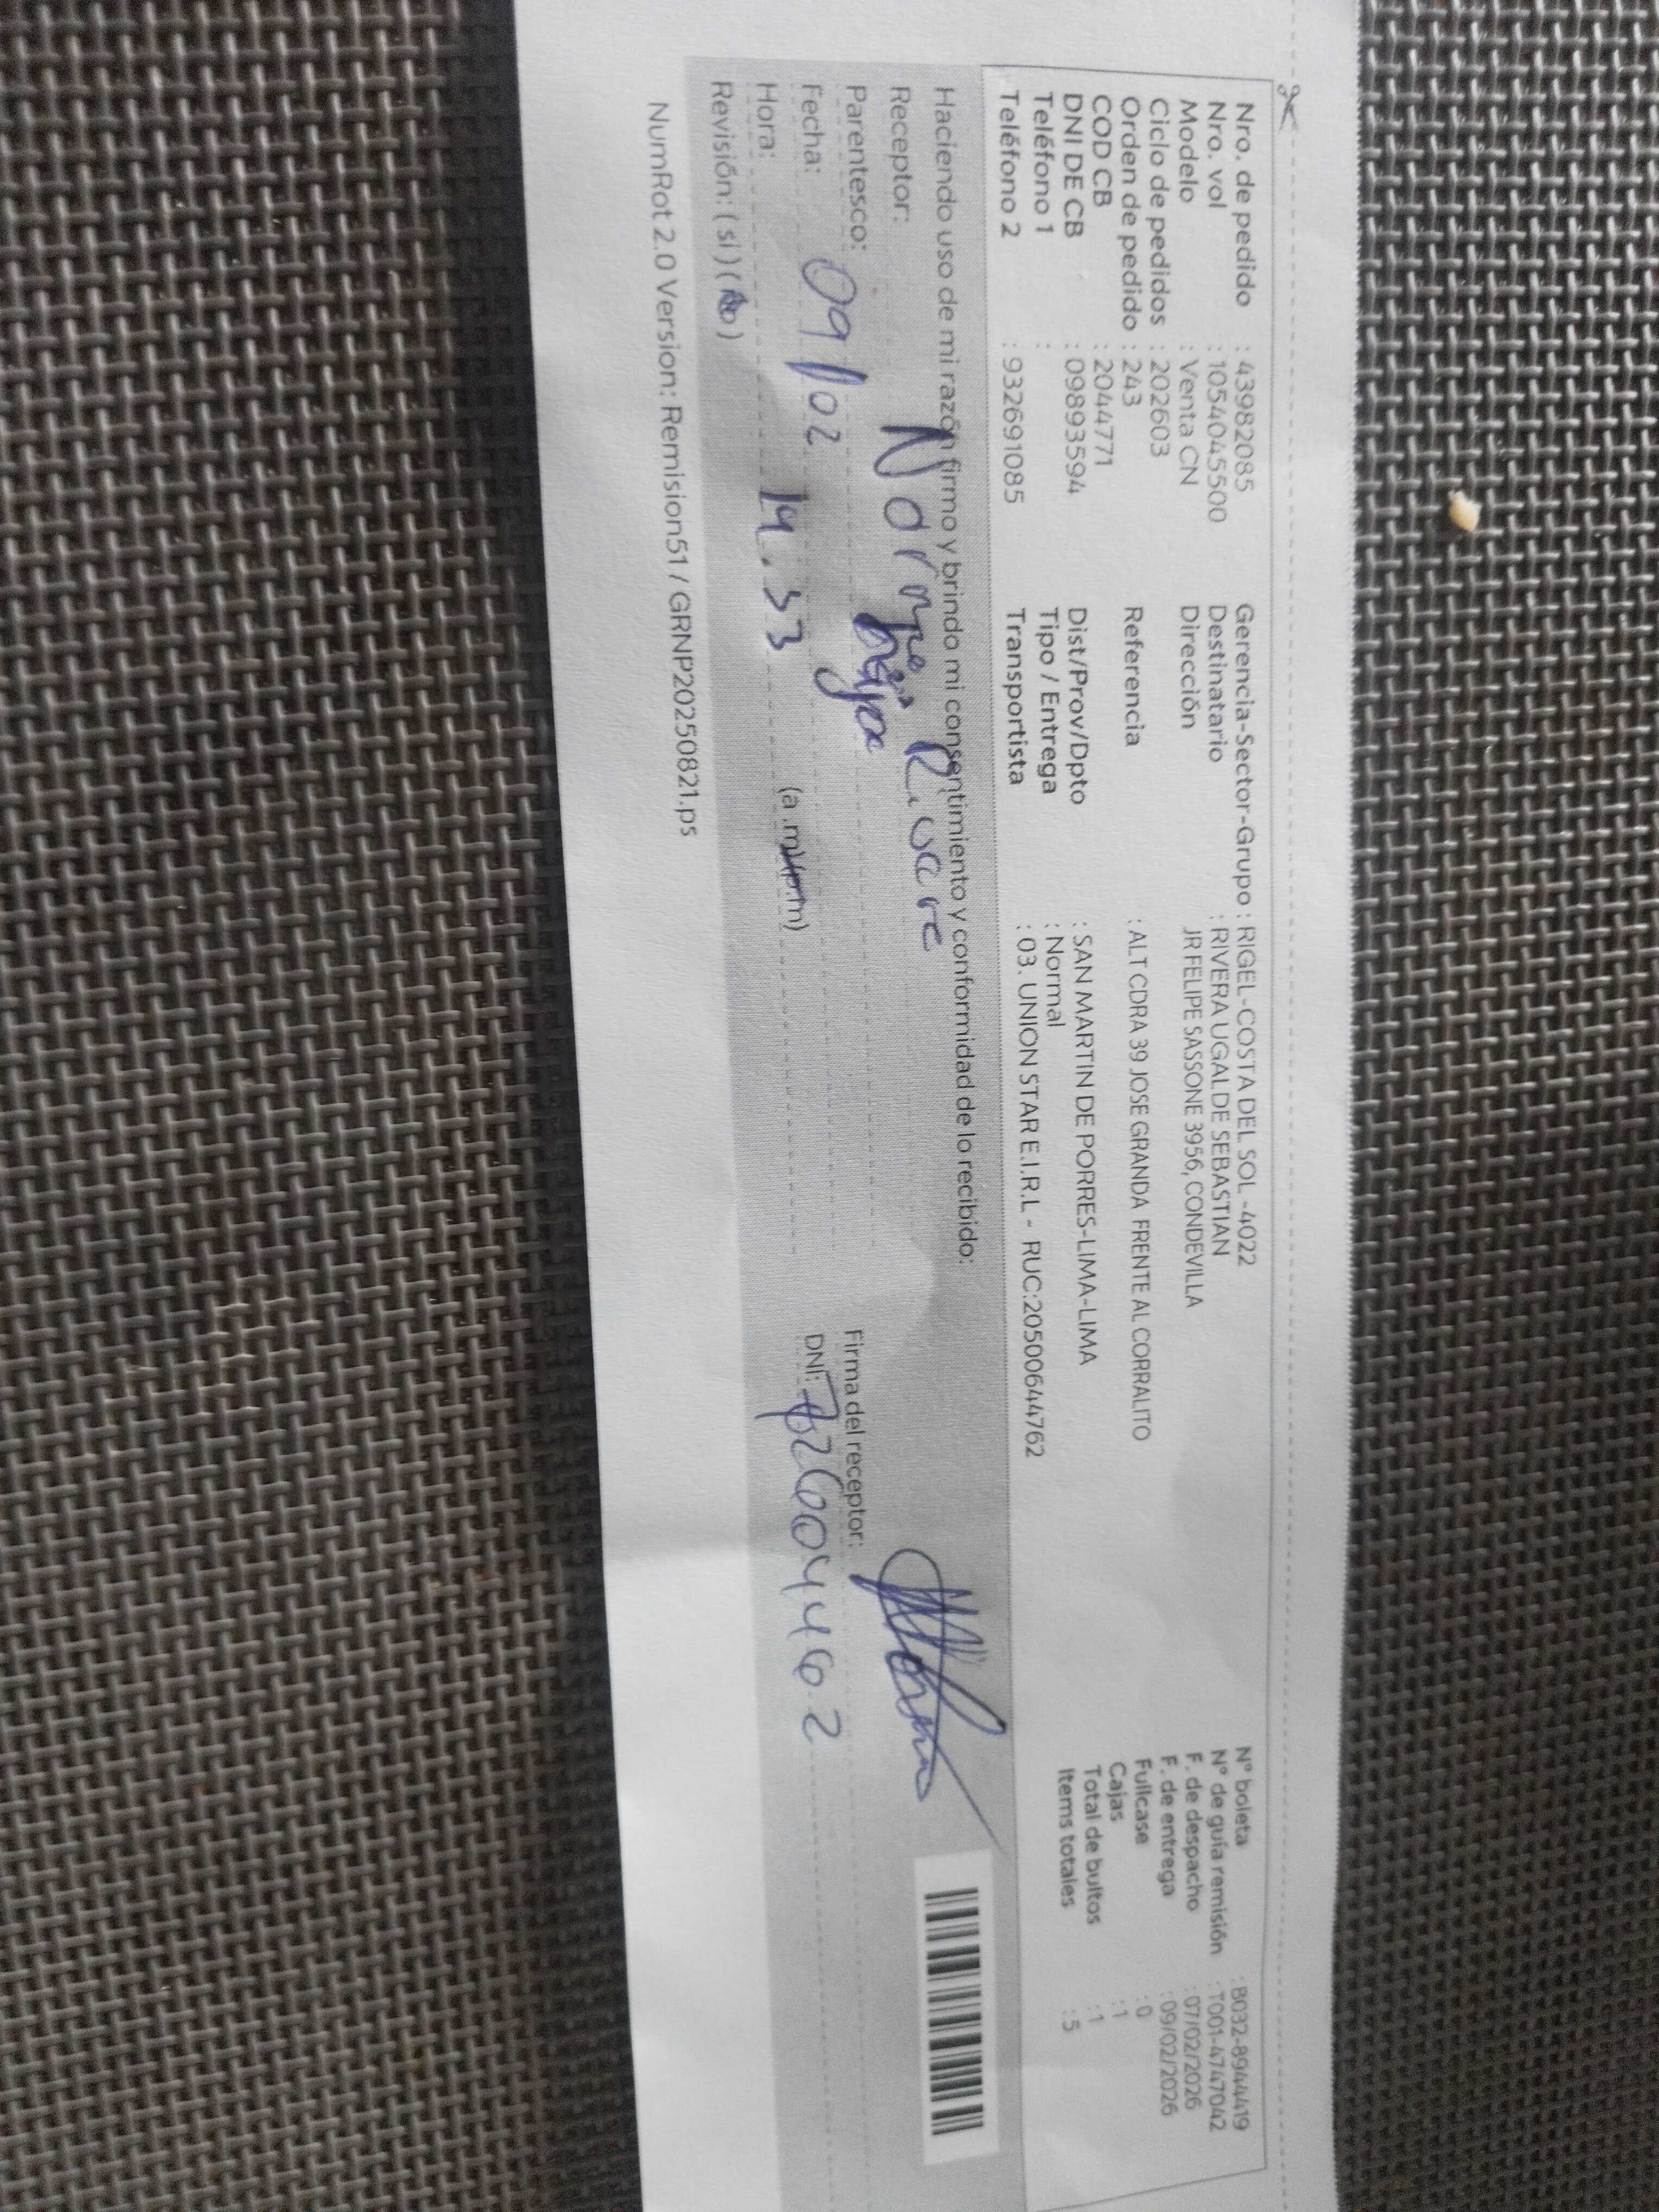 Nro. de pedido : 43982085
Nro. vol : 1054045500
Modelo : Venta CN
Ciclo de pedidos : 202603
Orden de pedido : 243
COD CB : 2044771
DNI DE CB : 09893594
Teléfono 1 :
Teléfono 2 : 932691085
Gerencia-Sector-Grupo : RIGEL-COSTA DEL SOL -4022
Destinatario : RIVERA UGALDE SEBASTIAN
Dirección JR FELIPE SASSONE 3956, CONDEVILLA
Referencia : ALT CDRA 39 JOSE GRANDA FRENTE AL CORRALITO
Dist/Prov/Dpto : SAN MARTIN DE PORRES-LIMA-LIMA
Tipo / Entrega : Normal
Transportista : 03. UNION STAR E.I.R.L - RUC:20500644762
N° boleta : B032-8944419
N° de guía remisión : T001-4747042
F. de despacho : 07/02/2026
F. de entrega : 09/02/2026
Fullcase : 0
Cajas : 1
Total de bultos : 1
Items totales : 5
Haciendo uso de mi razón firmo y brindo mi consentimiento y conformidad de lo recibido:
Receptor:
Parentesco:
Fecha: 09/02
Hora: 14.33 (a.m)(p.m)
Revisión: (si) (no)
Firma del receptor:
DNI:
NumRot 2.0 Version: Remision51 / GRNP20250821.ps